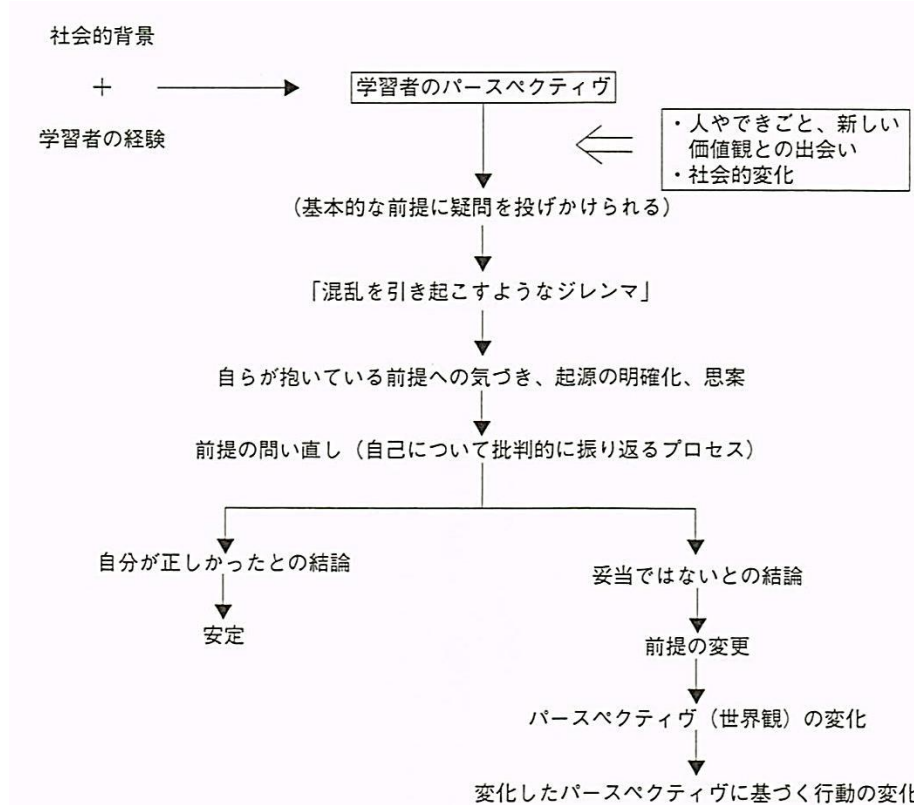 社会的背景
+
学習者のパースペクティヴ
学習者の経験
・人やできごと、新しい
価値観との出会い
・社会的変化
（基本的な前提に疑問を投げかけられる）
「混乱を引き起こすようなジレンマ」
自らが抱いている前提への気づき、起源の明確化、思案
前提の問い直し（自己について批判的に振り返るプロセス）
自分が正しかったとの結論
安定
妥当ではないとの結論
前提の変更
パースペクティヴ（世界観）の変化
変化したパースペクティヴに基づく行動の変化